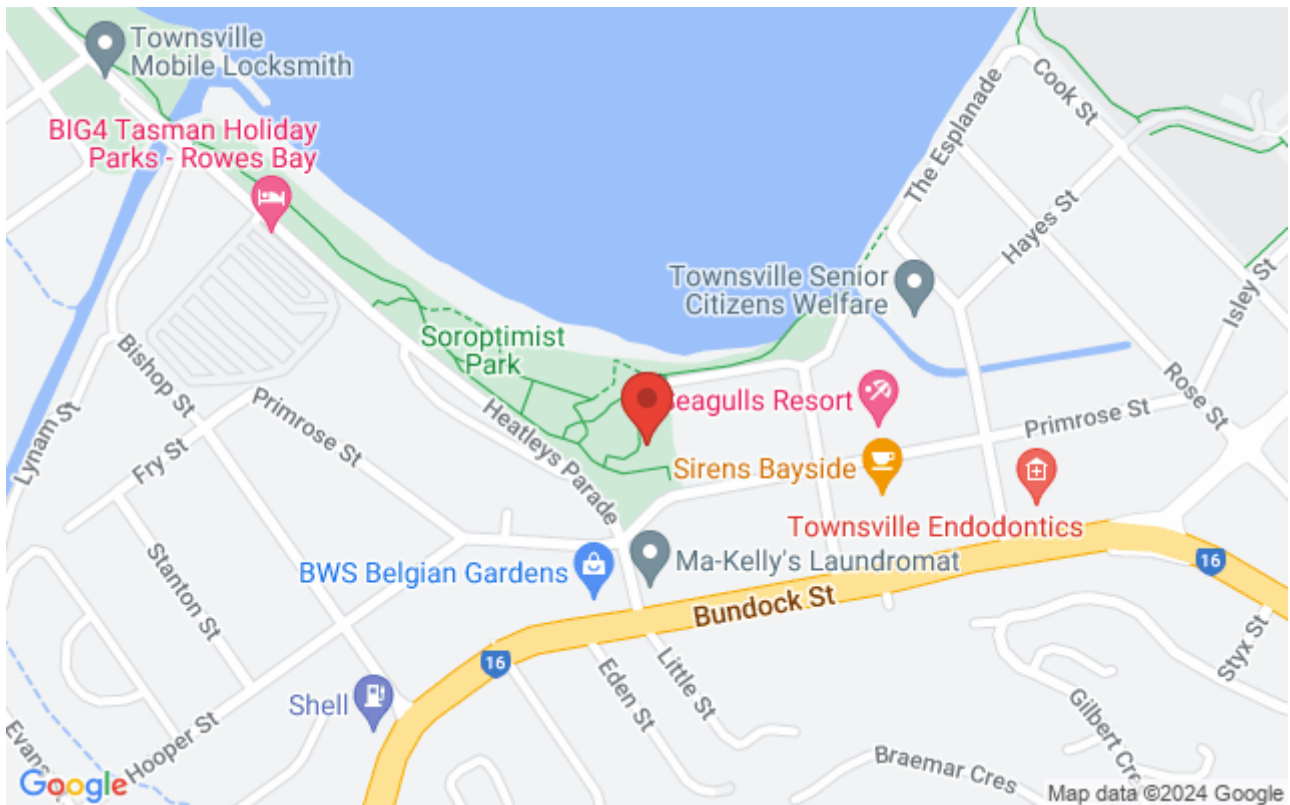 Townsville
Mobile Locksmith
BIG4 Tasman Holiday
Parks - Rowes Bay
The Esplanade
Cook St
Hayes St
Isley St
Townsville Senior
Citizens Welfare
Soroptimist
Park
Bishop St
Primrose St
Heatleys Parade
Lynam St
Fry St
Seagulls Resort
Primrose St
Rose St
Sirens Bayside
Townsville Endodontics
Stanton St
BWS Belgian Gardens
Ma-Kelly's Laundromat
Bundock St
16
16
Styx St
Eden St
Little St
Shell
Hooper St
Evans
Gilbert Cres
Braemar Cres
Google
Map data ©2024 Google